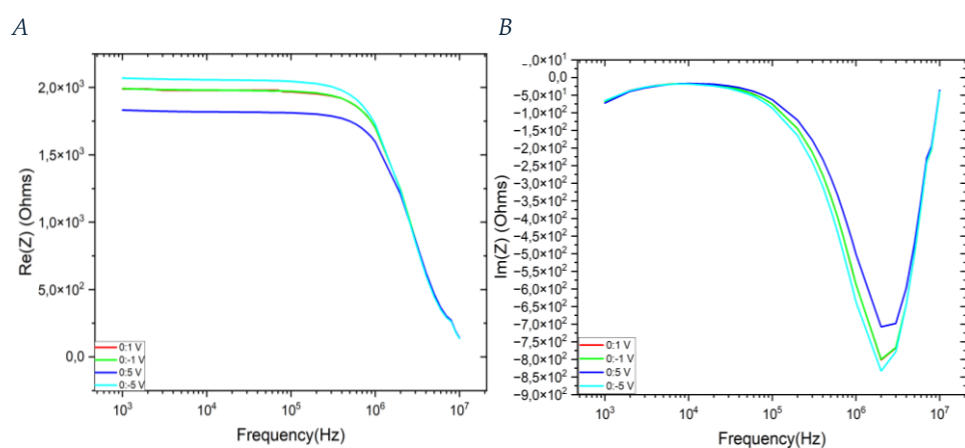 A
B
2,0×10³
1,5×10³
1,0×10³
5,0×10²
0,0
Re(Z) (Ohms)
0:1 V
0:-1 V
0:5 V
0:-5 V
10³
10⁴
10⁵
10⁶
10⁷
Frequency(Hz)
-,0×10¹
0,0
−5,0×10¹
−1,0×10²
−1,5×10²
−2,0×10²
−2,5×10²
−3,0×10²
−3,5×10²
−4,0×10²
−4,5×10²
−5,0×10²
−5,5×10²
−6,0×10²
−6,5×10²
−7,0×10²
−7,5×10²
−8,0×10²
−8,5×10²
−9,0×10²
Im(Z) (Ohms)
0:1 V
0:-1 V
0:5 V
0:-5 V
10³
10⁴
10⁵
10⁶
10⁷
Frequency(Hz)